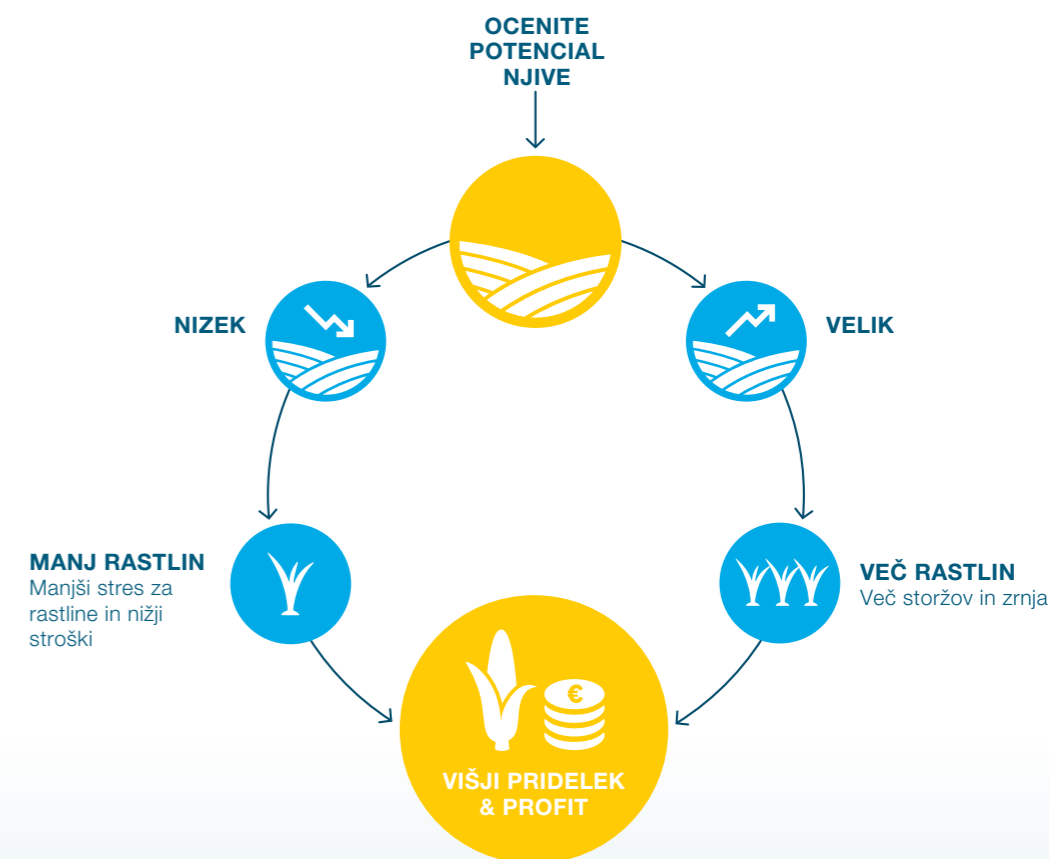 OCENITE
POTENCIAL
NJIVE
NIZEK
VELIK
MANJ RASTLIN
Manjši stres za
rastline in nižji
stroški
VEČ RASTLIN
Več storžov in zrnja
€
VIŠJI PRIDELEK
& PROFIT